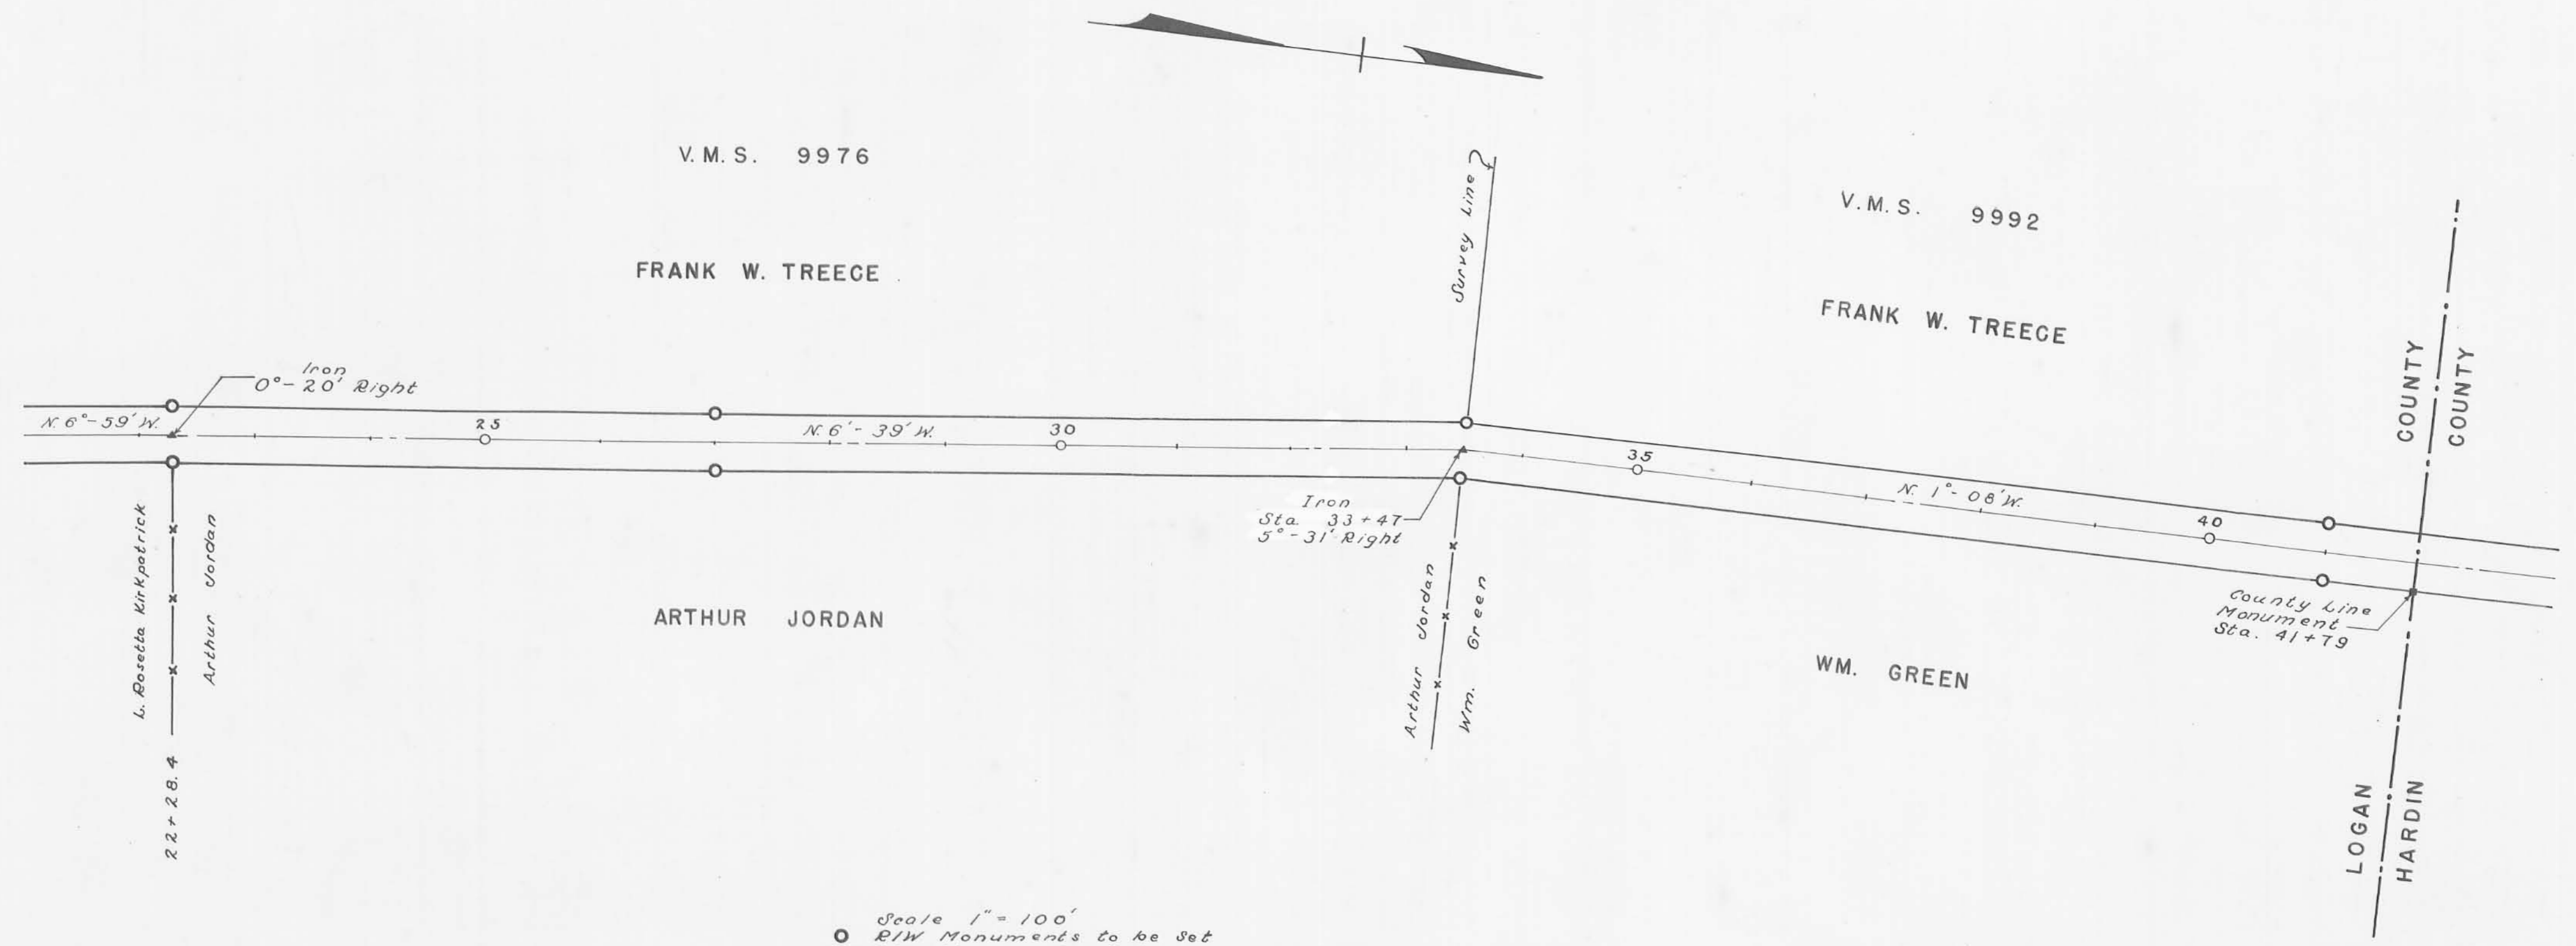 V.M.S. 9976
V.M.S. 9992
FRANK W. TREECE
FRANK W. TREECE
Survey Line
COUNTY
COUNTY
Iron
0°-20' Right
N. 6°-59' W.
25
N. 6'-39' W.
30
35
N. 1°-08' W.
40
Iron
Sta. 33+47
5°-31' Right
County Line
Monument
Sta. 41+79
L. Roseta Kirkpatrick
Arthur Jordan
22+28.4
ARTHUR JORDAN
Arthur Jordan
Wm. Green
WM. GREEN
LOGAN
HARDIN
Scale 1"=100'
R/W Monuments to be Set